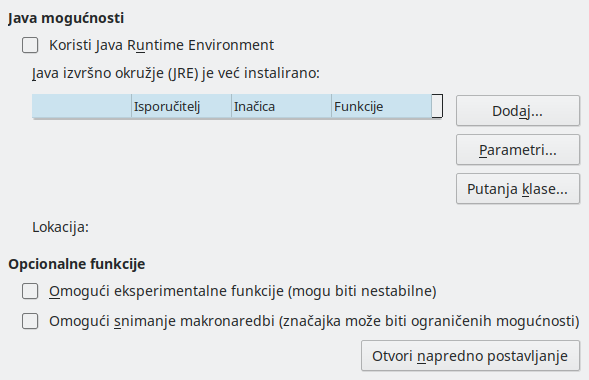 Java mogućnosti
Koristi Java Runtime Environment
Java izvršno okružje (JRE) je već instalirano:
Isporučitelj Inačica Funkcije
Dodaj...
Parametri...
Putanja klase...
Lokacija:
Opcionalne funkcije
Omogući eksperimentalne funkcije (mogu biti nestabilne)
Omogući snimanje makronaredbi (značajka može biti ograničenih mogućnosti)
Otvori napredno postavljanje